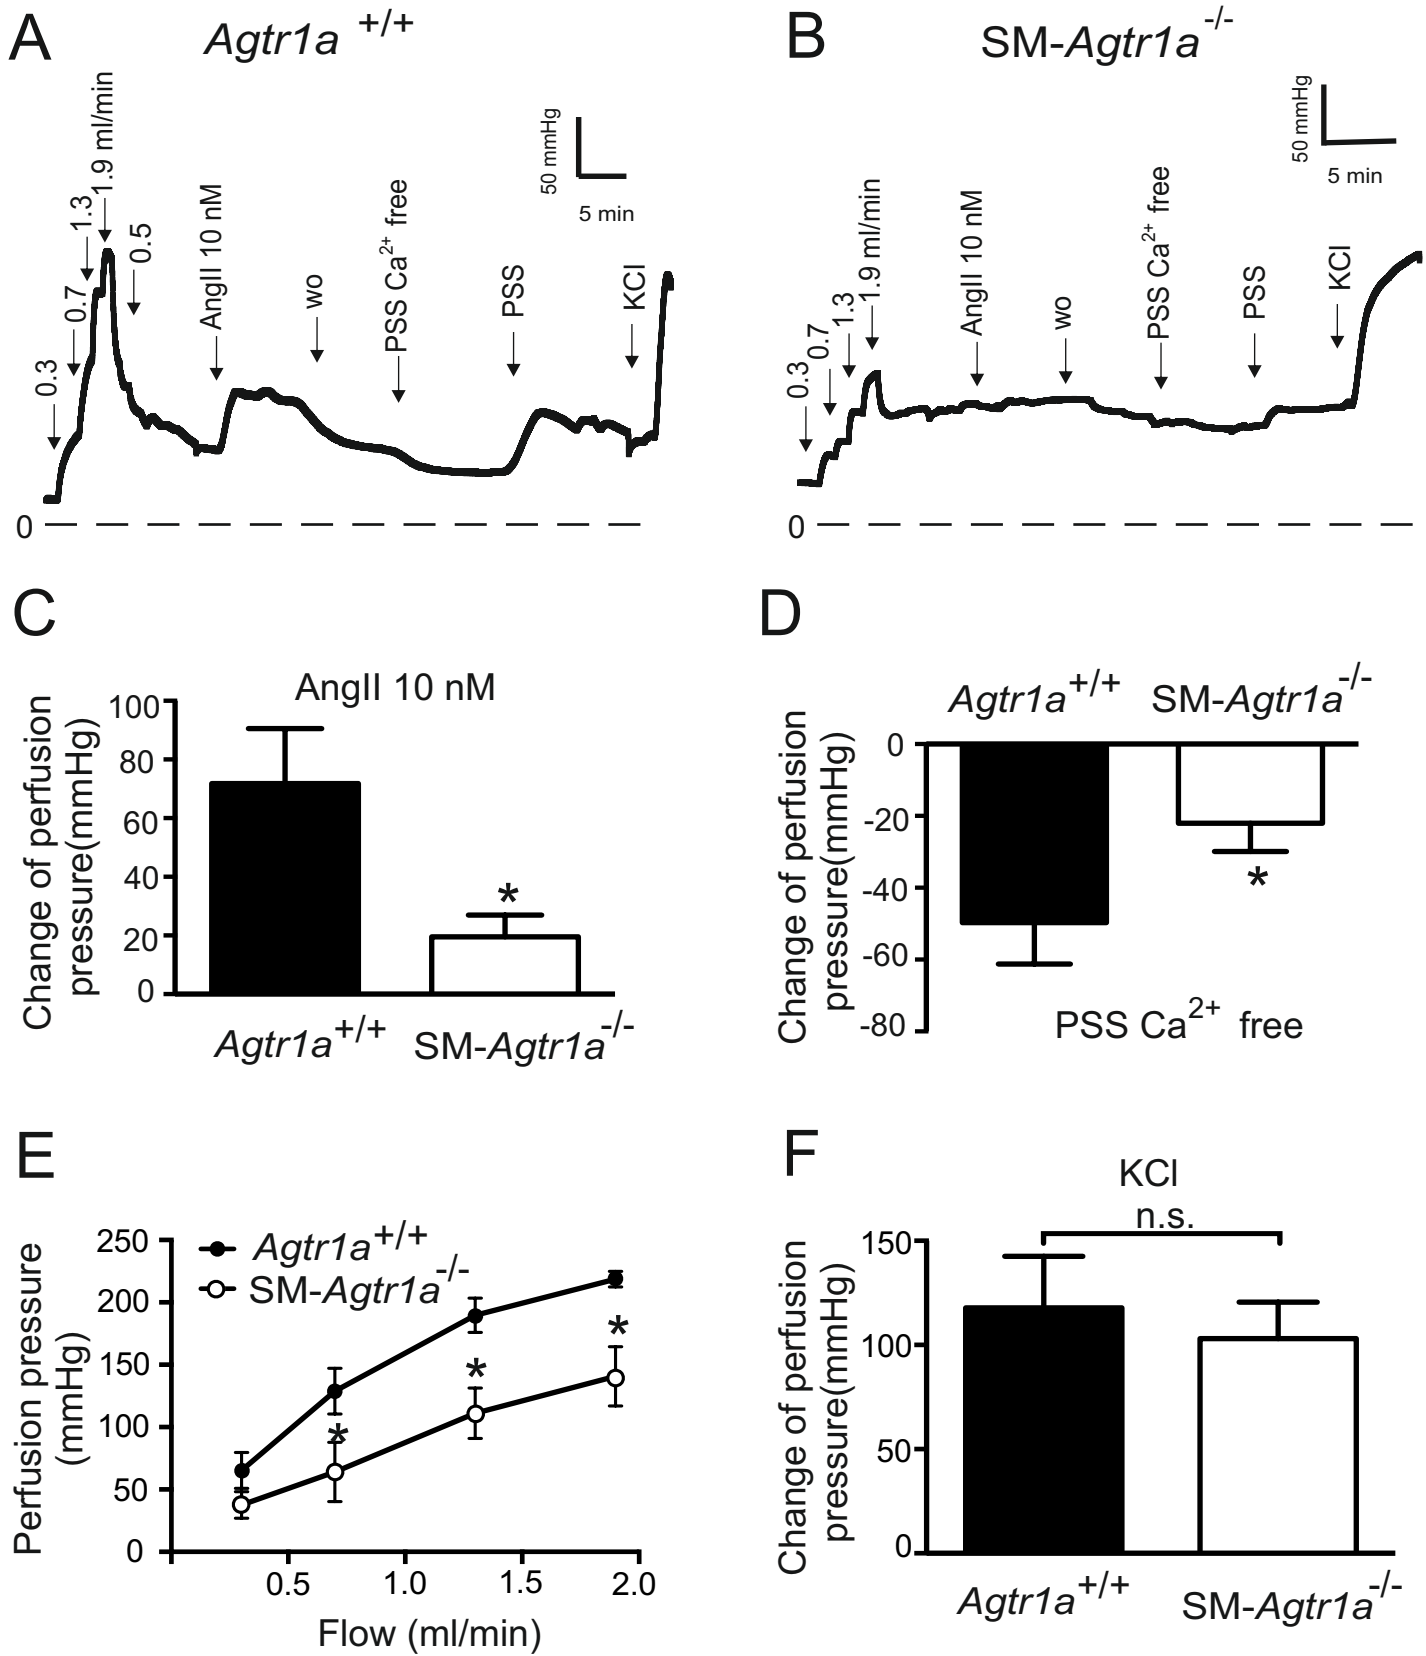 A
Agtr1a +/+
0.3
0.7
1.3
1.9 ml/min
0.5
AngII 10 nM
wo
PSS Ca2+ free
PSS
KCl
50 mmHg
5 min
0
B
SM-Agtr1a-/-
0.3
0.7
1.3
1.9 ml/min
AngII 10 nM
wo
PSS Ca2+ free
PSS
KCl
50 mmHg
5 min
0
C
AngII 10 nM
Change of perfusion
pressure(mmHg)
100
80
60
40
20
0
*
Agtr1a+/+
SM-Agtr1a-/-
D
Agtr1a+/+
SM-Agtr1a-/-
Change of perfusion
pressure(mmHg)
0
-20
-40
-60
-80
*
PSS Ca2+ free
E
Perfusion pressure
(mmHg)
250
200
150
100
50
0
Agtr1a+/+
SM-Agtr1a-/-
*
*
*
0.5
1.0
1.5
2.0
Flow (ml/min)
F
KCl
n.s.
Change of perfusion
pressure(mmHg)
150
100
50
0
Agtr1a+/+
SM-Agtr1a-/-